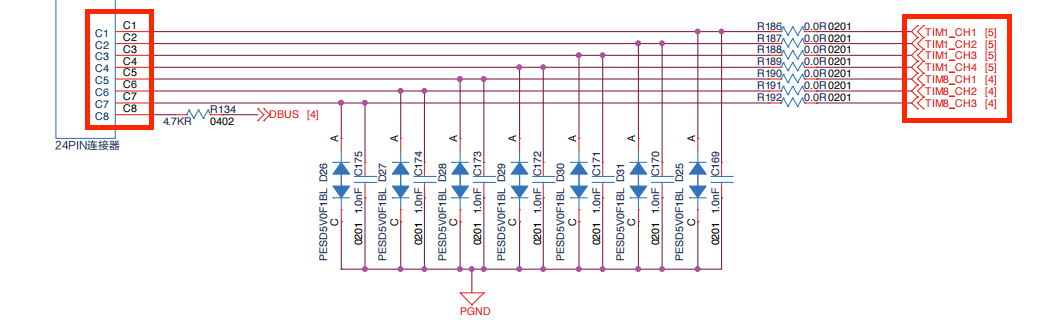 C1 C1 R186 0.0R 0201 TIM1_CH1 [5]
C2 C2 R187 0.0R 0201 TIM1_CH2 [5]
C3 C3 R188 0.0R 0201 TIM1_CH3 [5]
C4 C4 R189 0.0R 0201 TIM1_CH4 [5]
C5 C5 R190 0.0R 0201 TIM8_CH1 [4]
C6 C6 R191 0.0R 0201 TIM8_CH2 [4]
C7 C7 R192 0.0R 0201 TIM8_CH3 [4]
C8 C8 4.7KR R134 0402 DBUS [4]
24PIN连接器
A PESD5V0F1BL D26 C 0201 1.0nF C175
A PESD5V0F1BL D27 C 0201 1.0nF C174
A PESD5V0F1BL D28 C 0201 1.0nF C173
A PESD5V0F1BL D29 C 0201 1.0nF C172
A PESD5V0F1BL D30 C 0201 1.0nF C171
A PESD5V0F1BL D31 C 0201 1.0nF C170
A PESD5V0F1BL D25 C 0201 1.0nF C169
PGND